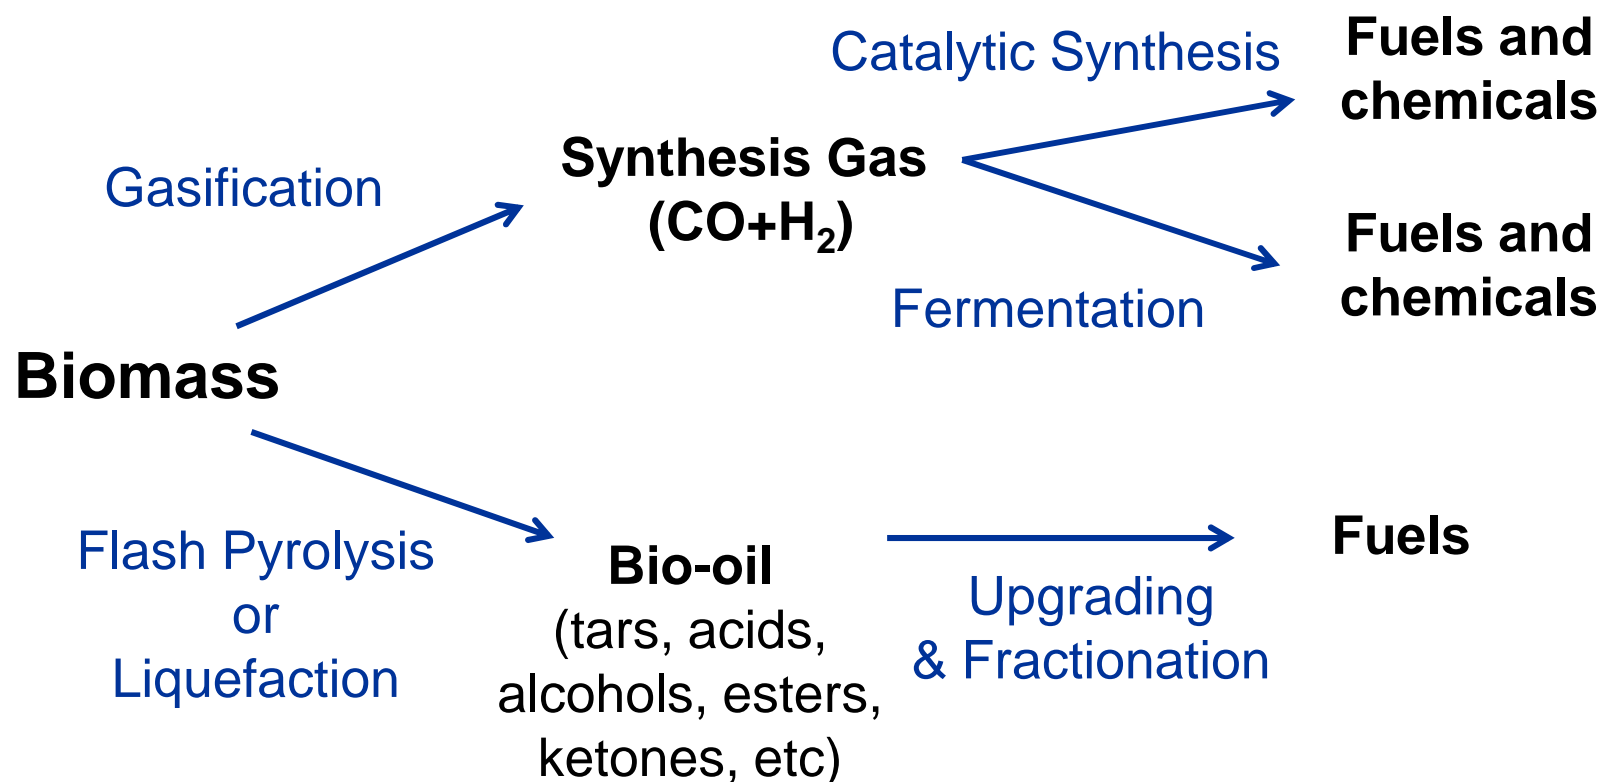 Catalytic Synthesis
Fuels and
chemicals
Gasification
Synthesis Gas
(CO+H₂)
Fuels and
chemicals
Fermentation
Biomass
Flash Pyrolysis
or
Liquefaction
Bio-oil
(tars, acids,
alcohols, esters,
ketones, etc)
Upgrading
& Fractionation
Fuels